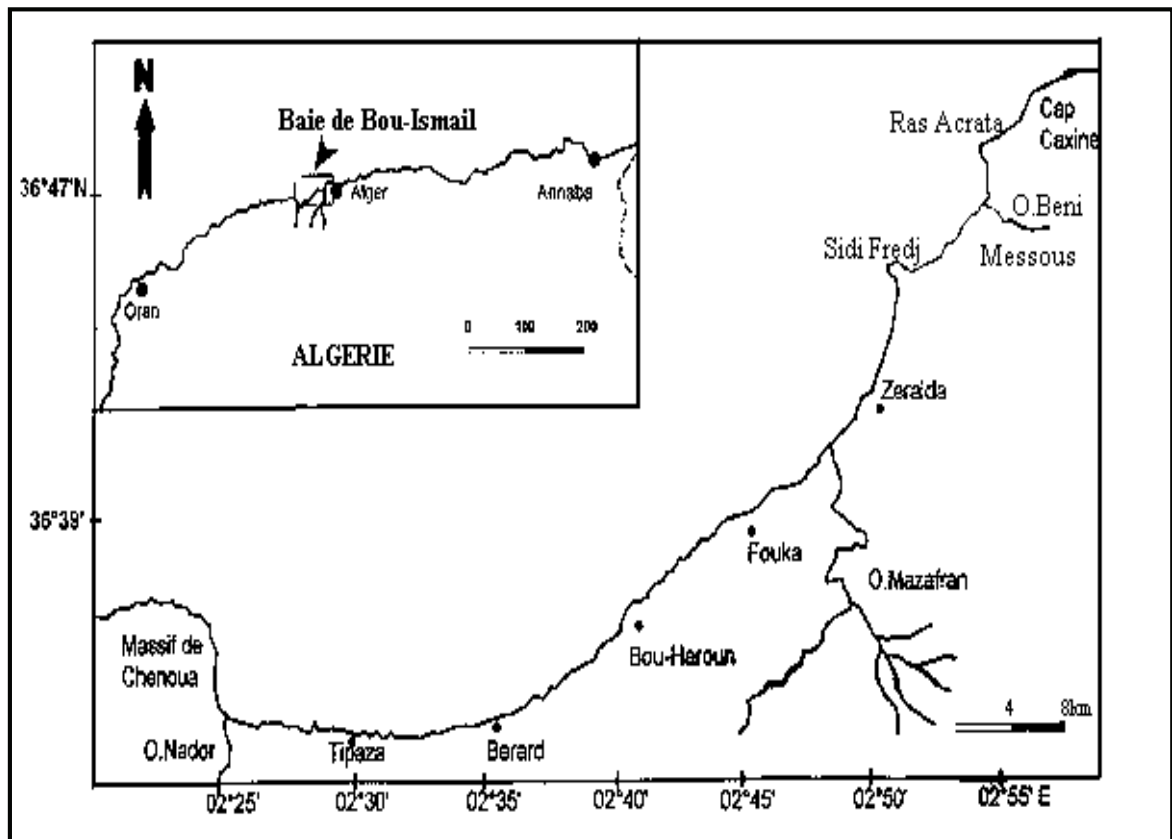 N
Baie de Bou-Ismail
36°47'N
Alger
Annaba
Oran
0 100 200
ALGERIE
Ras Acrata
Cap
Caxine
O.Beni
Messous
Sidi Fredj
Zeralda
36°39'
Fouka
O.Mazafran
Bou-Haroun
Massif de
Chenoua
O.Nador
Tipaza
Berard
4 8km
02°25' 02°30' 02°35' 02°40' 02°45' 02°50' 02°55' E